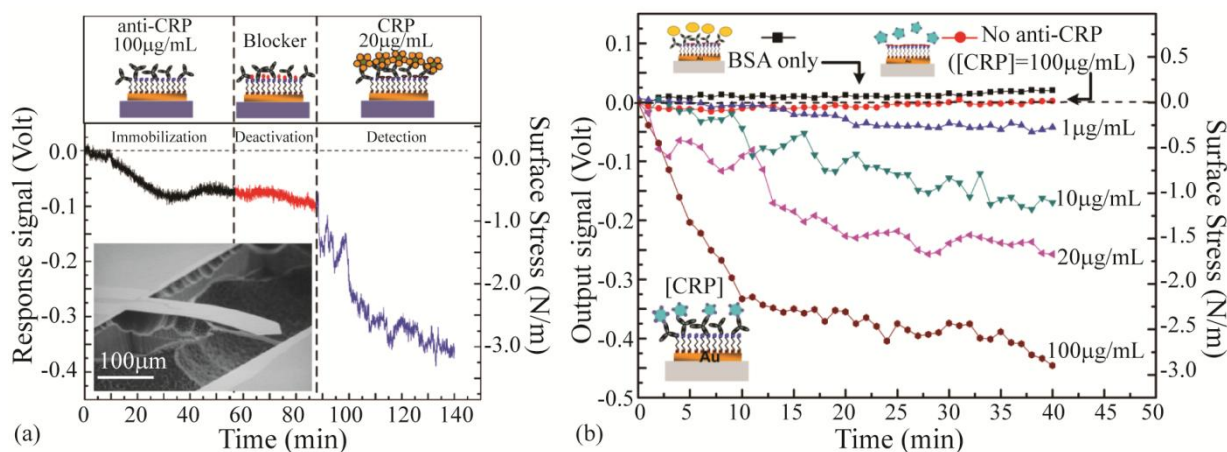 anti-CRP
100μg/mL
Blocker
CRP
20μg/mL
Immobilization
Deactivation
Detection
Response signal (Volt)
0.0
-0.1
-0.2
-0.3
-0.4
0.0
-1.0
-2.0
-3.0
Surface Stress (N/m)
100μm
0
20
40
60
80
100
120
140
Time (min)
(a)
Output signal (Volt)
0.1
0.0
-0.1
-0.2
-0.3
-0.4
-0.5
BSA only
No anti-CRP
([CRP]=100μg/mL)
1μg/mL
10μg/mL
20μg/mL
100μg/mL
[CRP]
Au
0.5
0.0
-0.5
-1.0
-1.5
-2.0
-2.5
-3.0
Surface Stress (N/m)
0
5
10
15
20
25
30
35
40
45
50
Time (min)
(b)